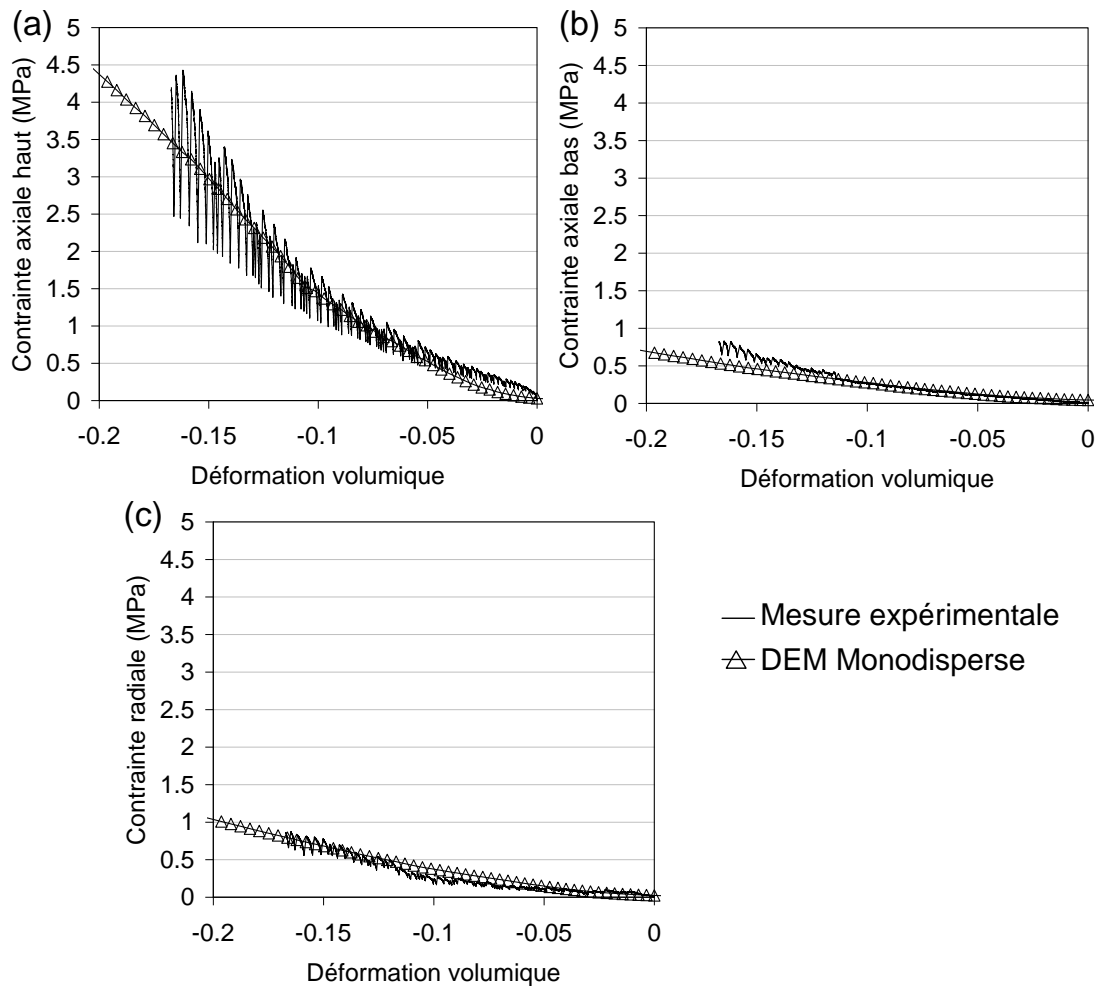 (a)
5
4.5
4
3.5
3
2.5
2
1.5
1
0.5
0
Contrainte axiale haut (MPa)
-0.2 -0.15 -0.1 -0.05 0
Déformation volumique
(b)
5
4.5
4
3.5
3
2.5
2
1.5
1
0.5
0
Contrainte axiale bas (MPa)
-0.2 -0.15 -0.1 -0.05 0
Déformation volumique
(c)
5
4.5
4
3.5
3
2.5
2
1.5
1
0.5
0
Contrainte radiale (MPa)
-0.2 -0.15 -0.1 -0.05 0
Déformation volumique
Mesure expérimentale
DEM Monodisperse